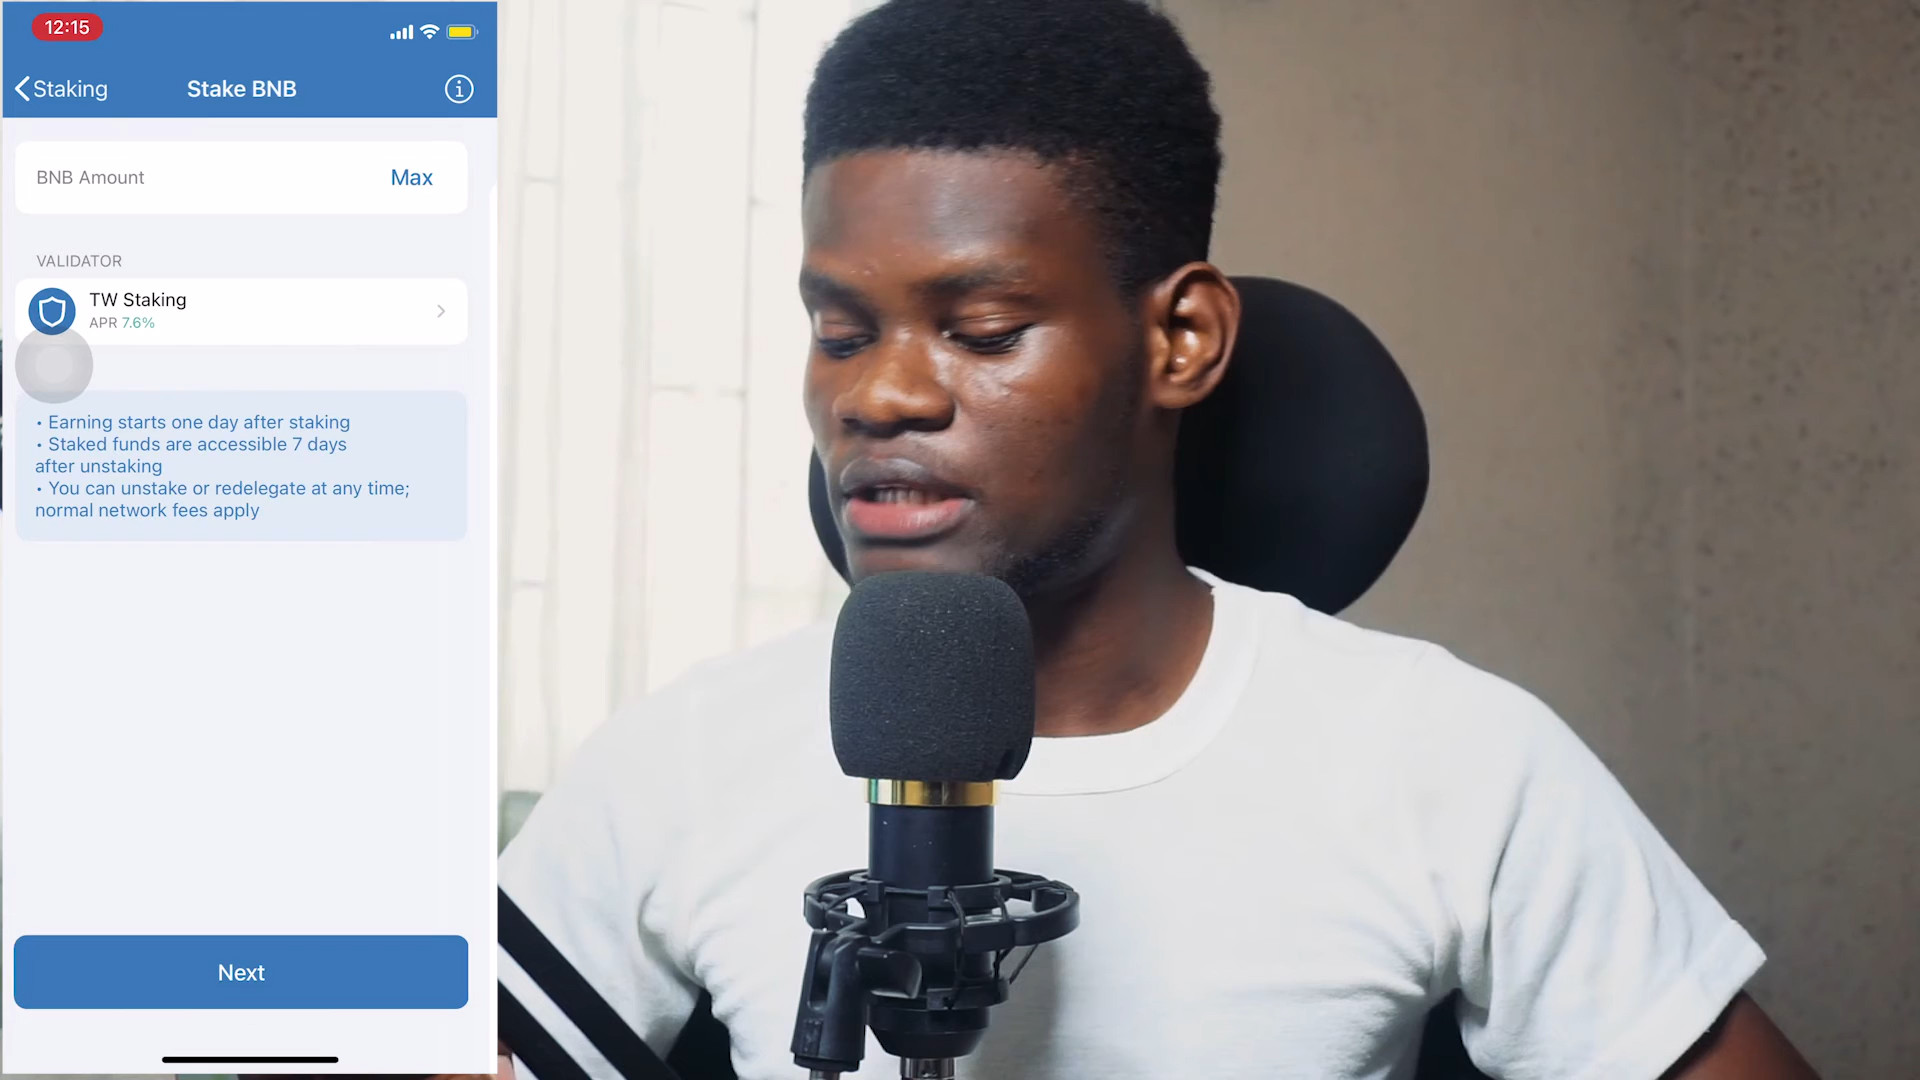 12:15
Staking
Stake BNB
BNB Amount
Max
VALIDATOR
TW Staking
APR 7.6%
• Earning starts one day after staking
• Staked funds are accessible 7 days
after unstaking
• You can unstake or redelegate at any time;
normal network fees apply
Next